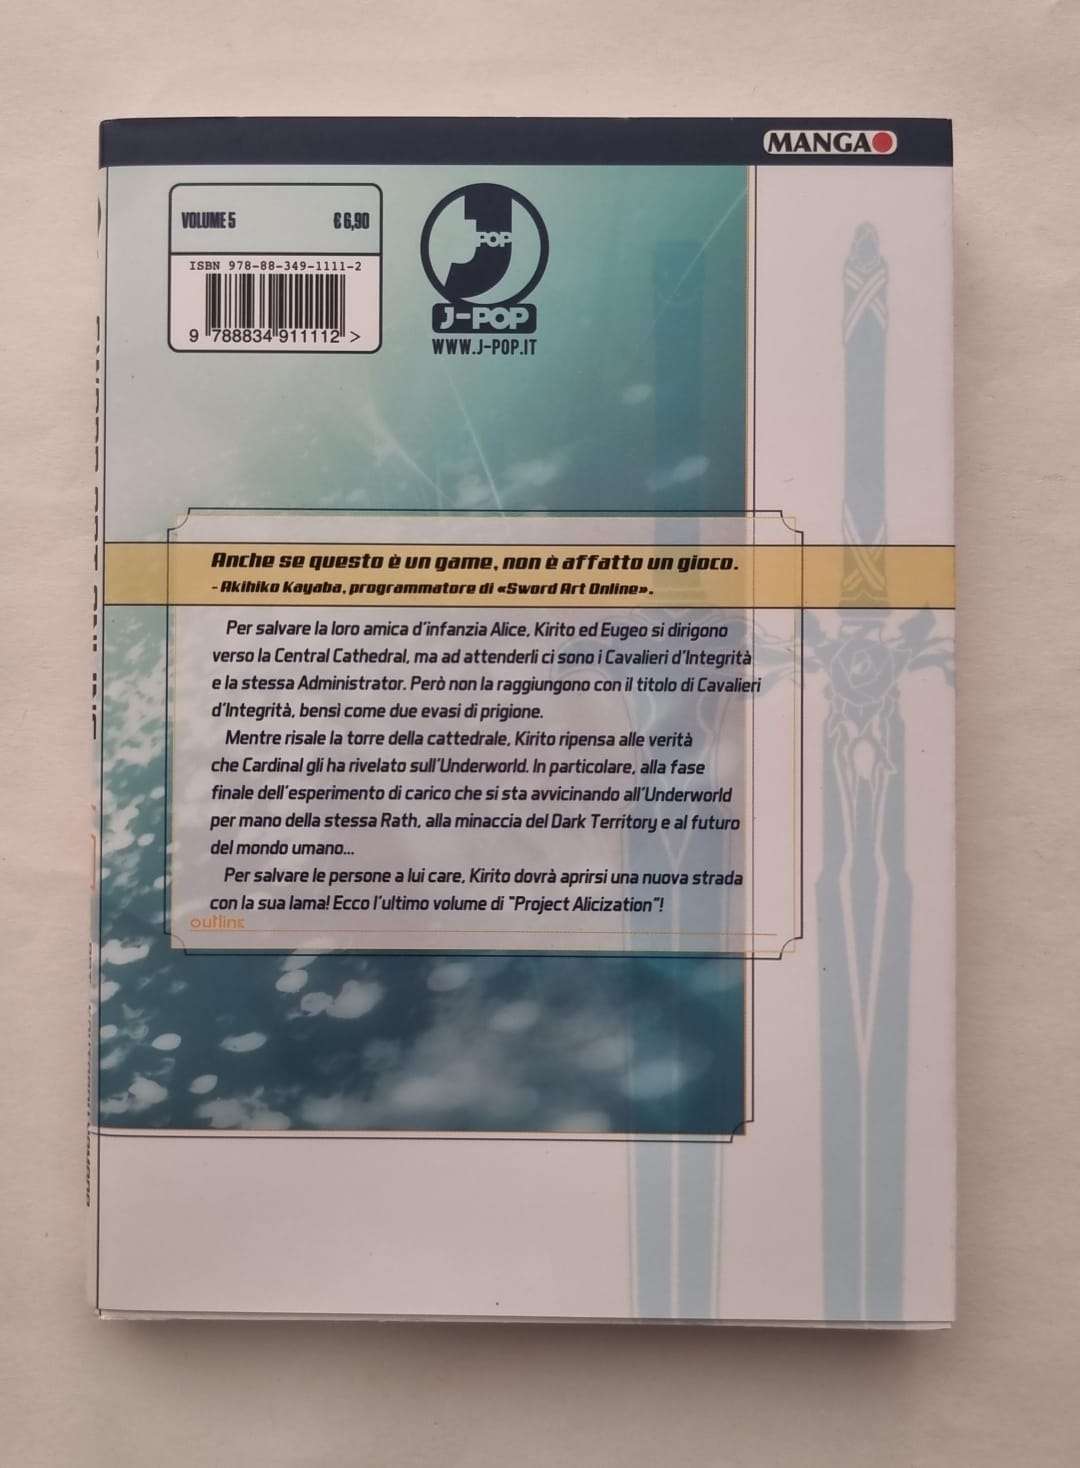 MANGA
VOLUME 5 € 6,90
ISBN 978-88-349-1111-2
9 788834 911112 >
J-POP
J-POP
WWW.J-POP.IT
Anche se questo è un game, non è affatto un gioco.
- Akihiko Kayaba, programmatore di «Sword Art Online».
Per salvare la loro amica d'infanzia Alice, Kirito ed Eugeo si dirigono
verso la Central Cathedral, ma ad attenderli ci sono i Cavalieri d'Integrità
e la stessa Administrator. Però non la raggiungono con il titolo di Cavalieri
d'Integrità, bensì come due evasi di prigione.
Mentre risale la torre della cattedrale, Kirito ripensa alle verità
che Cardinal gli ha rivelato sull'Underworld. In particolare, alla fase
finale dell'esperimento di carico che si sta avvicinando all'Underworld
per mano della stessa Rath, alla minaccia del Dark Territory e al futuro
del mondo umano...
Per salvare le persone a lui care, Kirito dovrà aprirsi una nuova strada
con la sua lama! Ecco l'ultimo volume di "Project Alicization"!
outline